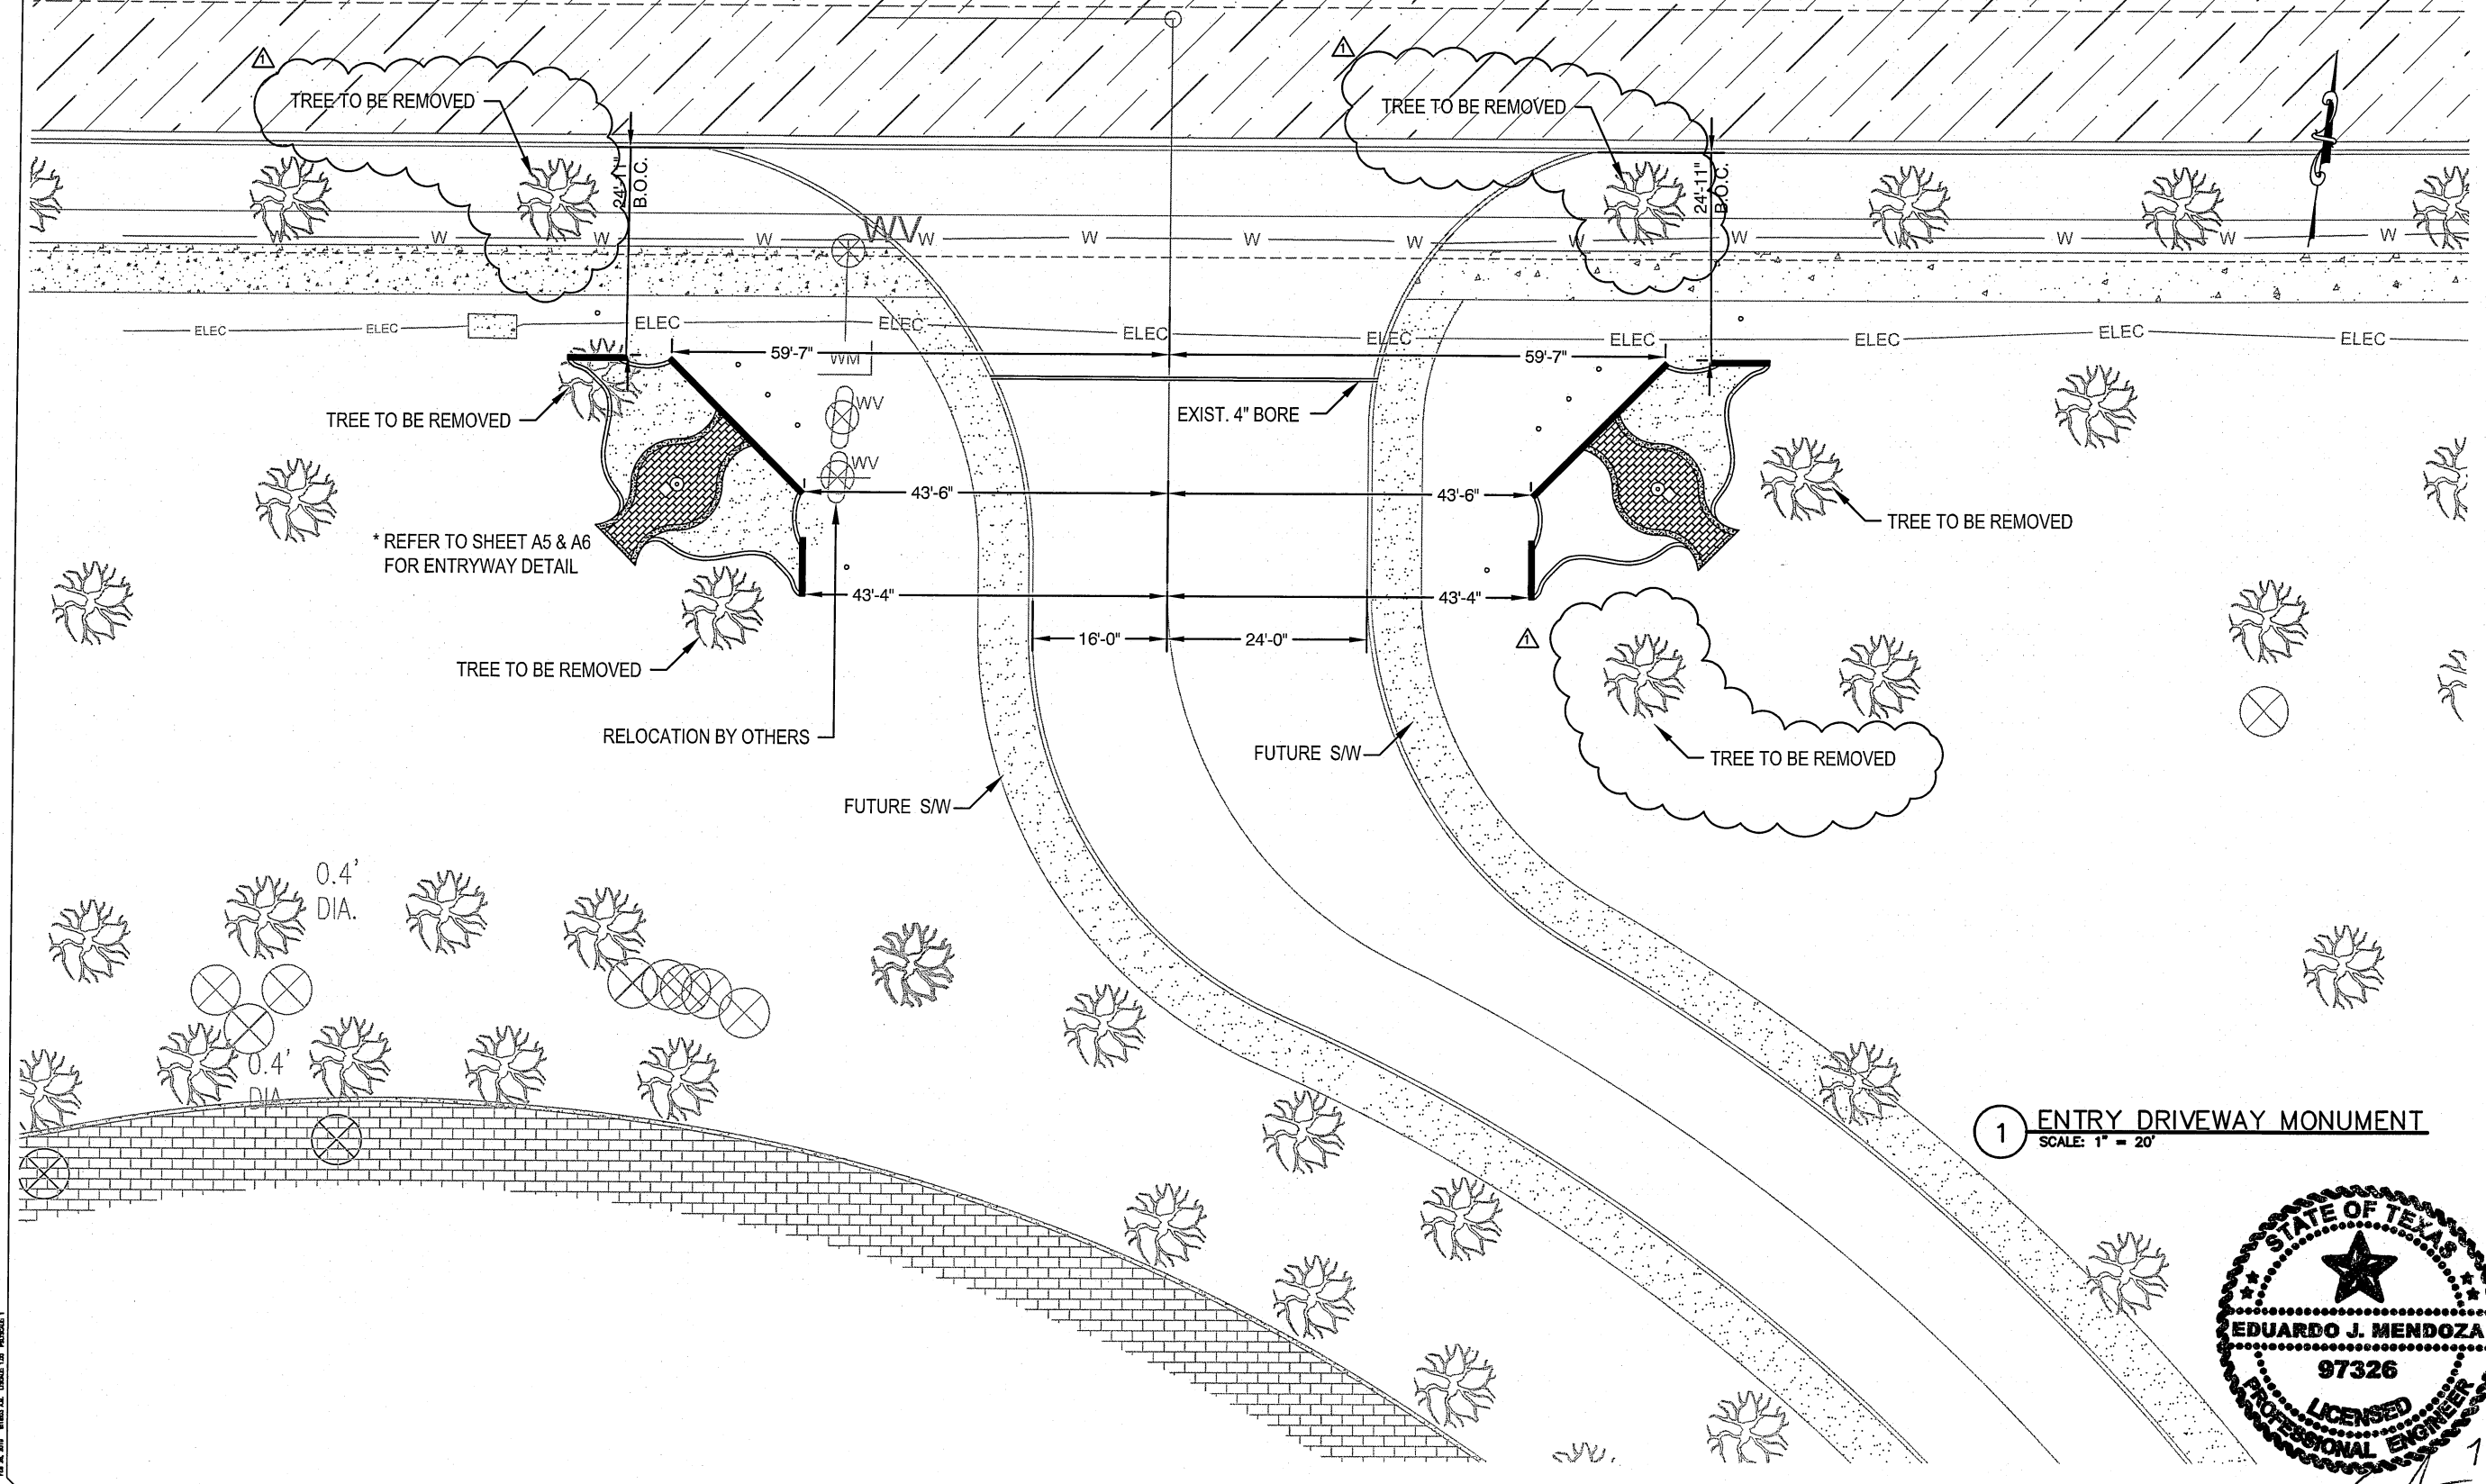 1
1
TREE TO BE REMOVED
TREE TO BE REMOVED
24'-11"
B.O.C.
24'-11"
B.O.C.
WV
W W W W W W W W W W W W W W
ELEC ELEC ELEC ELEC ELEC ELEC ELEC ELEC ELEC ELEC
59'-7" 59'-7"
WM
WV
TREE TO BE REMOVED
EXIST. 4" BORE
WV
43'-6" 43'-6"
TREE TO BE REMOVED
* REFER TO SHEET A5 & A6
FOR ENTRYWAY DETAIL
43'-4" 43'-4"
1
16'-0" 24'-0"
TREE TO BE REMOVED
RELOCATION BY OTHERS
FUTURE S/W
TREE TO BE REMOVED
FUTURE S/W
0.4'
DIA.
0.4'
DIA.
1 ENTRY DRIVEWAY MONUMENT
SCALE: 1" = 20'
STATE OF TEXAS
EDUARDO J. MENDOZA
97326
LICENSED
PROFESSIONAL ENGINEER